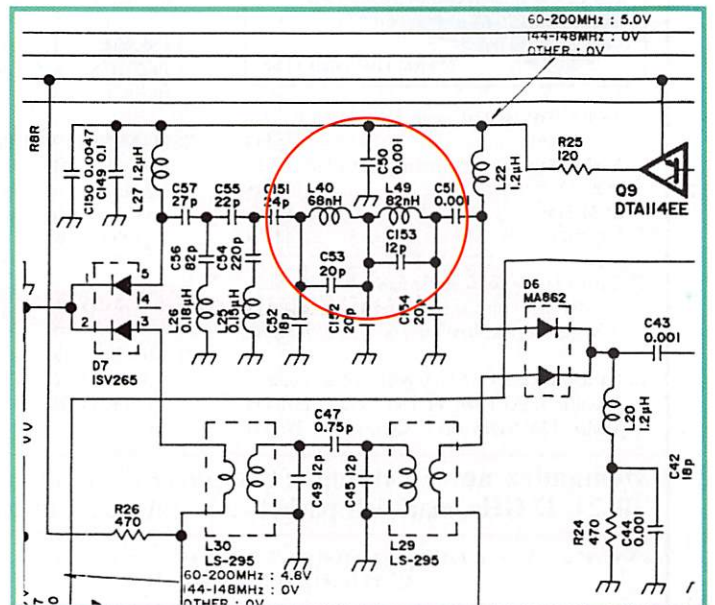 60-200MHz : 5.0V
144-148MHz : 0V
OTHER : 0V
R8R
C150 0.0047
C149 0.1
L27 1.2μH
C57
27p
C55
22p
C151
24p
L40
68nH
C50
0.001
L49
82nH
C51
0.001
L22
1.2μH
R25
120
Q9
DTA114EE
C56
82p
C54
220p
C53
20p
C153
12p
L26
0.18μH
L25
0.15μH
C52
18p
C152
20p
C154
20p
5
4
2
3
D7
ISV265
D6
MA862
C43
0.001
C47
0.75p
C49 12p
C45 12p
L20
1.2μH
C42
18p
R26
470
L30
LS-295
L29
LS-295
R24
470
C44
0.001
60-200MHz : 4.8V
144-148MHz : 0V
OTHER : 0V